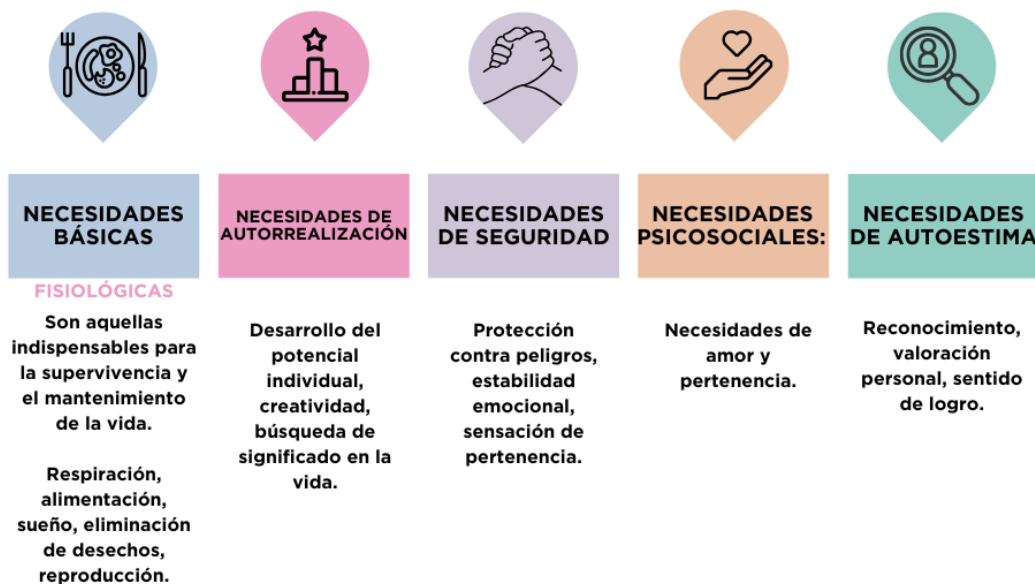 NECESIDADES
BÁSICAS
FISIOLÓGICAS
Son aquellas
indispensables para
la supervivencia y
el mantenimiento
de la vida.
Respiración,
alimentación,
sueño, eliminación
de desechos,
reproducción.
NECESIDADES DE
AUTORREALIZACIÓN
Desarrollo del
potencial
individual,
creatividad,
búsqueda de
significado en la
vida.
NECESIDADES
DE SEGURIDAD
Protección
contra peligros,
estabilidad
emocional,
sensación de
pertenencia.
NECESIDADES
PSICOSOCIALES:
Necesidades de
amor y
pertenencia.
NECESIDADES
DE AUTOESTIMA
Reconocimiento,
valoración
personal, sentido
de logro.